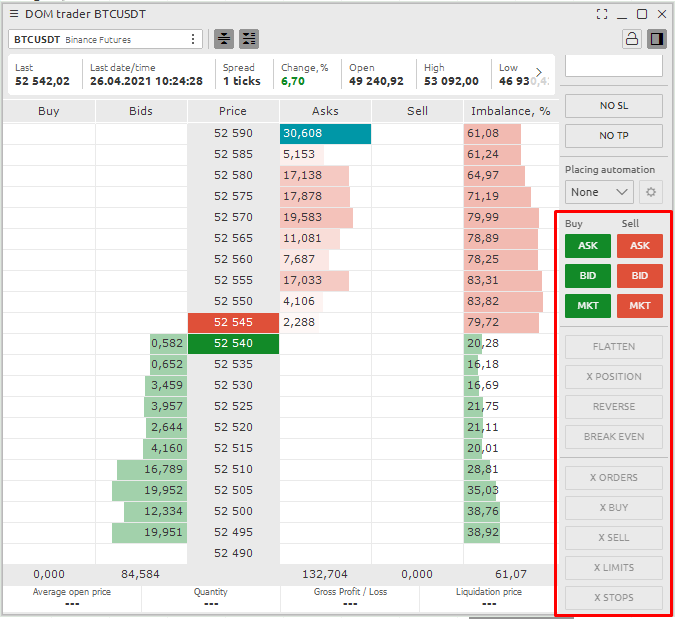 DOM trader BTCUSDT
BTCUSDT Binance Futures
Last Last date/time Spread Change, % Open High Low
52 542,02 26.04.2021 10:24:28 1 ticks 6,70 49 240,92 53 092,00 46 930,4
NO SL
NO TP
Placing automation
None
Buy Bids Price Asks Sell Imbalance, %
52 590 30,608 61,08
52 585 5,153 61,24
52 580 17,138 64,97
52 575 17,878 71,19
52 570 19,583 79,99
52 565 11,081 78,89
52 560 7,687 78,25
52 555 17,033 83,31
52 550 4,106 83,82
52 545 2,288 79,72
0,582 52 540 20,28
0,652 52 535 16,18
3,459 52 530 16,69
3,957 52 525 21,75
2,644 52 520 21,11
4,160 52 515 20,01
16,789 52 510 28,81
19,952 52 505 35,03
12,334 52 500 38,76
19,951 52 495 38,92
52 490
0,000 84,584 132,704 0,000 61,07
Average open price Quantity Gross Profit / Loss Liquidation price
--- --- --- ---
Buy Sell
ASK ASK
BID BID
MKT MKT
FLATTEN
X POSITION
REVERSE
BREAK EVEN
X ORDERS
X BUY
X SELL
X LIMITS
X STOPS